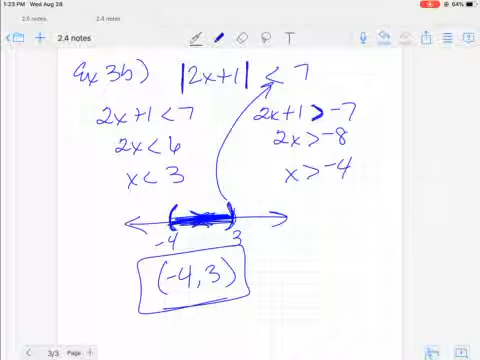 1:23 PM Wed Aug 28
64%
2.5 notes
2.4 notes
2.4 notes
T
Ex 3b) |2x+1| < 7
2x+1 < 7
2x+1 > -7
2x < 6
2x > -8
x < 3
x > -4
-4
3
(-4, 3)
3/3 Page +